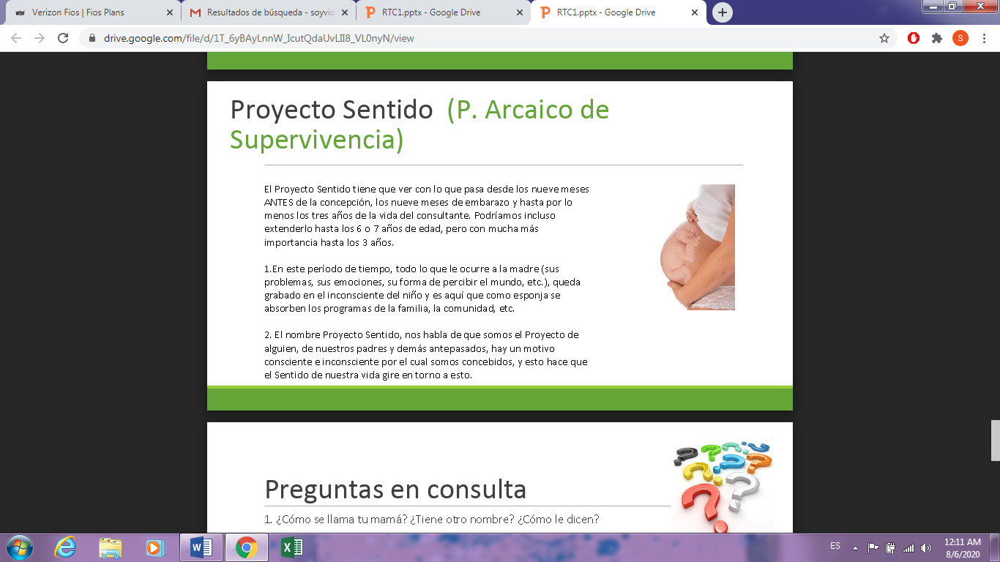 Verizon Fios | Fios Plans
Resultados de búsqueda - soyvid
RTC1.pptx - Google Drive
RTC1.pptx - Google Drive
drive.google.com/file/d/1T_6yBAyLnnW_IcutQdaUvLII8_VL0nyN/view
S
Proyecto Sentido (P. Arcaico de
Supervivencia)
El Proyecto Sentido tiene que ver con lo que pasa desde los nueve meses
ANTES de la concepción, los nueve meses de embarazo y hasta por lo
menos los tres años de la vida del consultante. Podríamos incluso
extenderlo hasta los 6 o 7 años de edad, pero con mucha más
importancia hasta los 3 años.
1.En este período de tiempo, todo lo que le ocurre a la madre (sus
problemas, sus emociones, su forma de percibir el mundo, etc.), queda
grabado en el inconsciente del niño y es aquí que como esponja se
absorben los programas de la familia, la comunidad, etc.
2. El nombre Proyecto Sentido, nos habla de que somos el Proyecto de
alguien, de nuestros padres y demás antepasados, hay un motivo
consciente e inconsciente por el cual somos concebidos, y esto hace que
el Sentido de nuestra vida gire en torno a esto.
Preguntas en consulta
1. ¿Cómo se llama tu mamá? ¿Tiene otro nombre? ¿Cómo le dicen?
ES
12:11 AM
8/6/2020